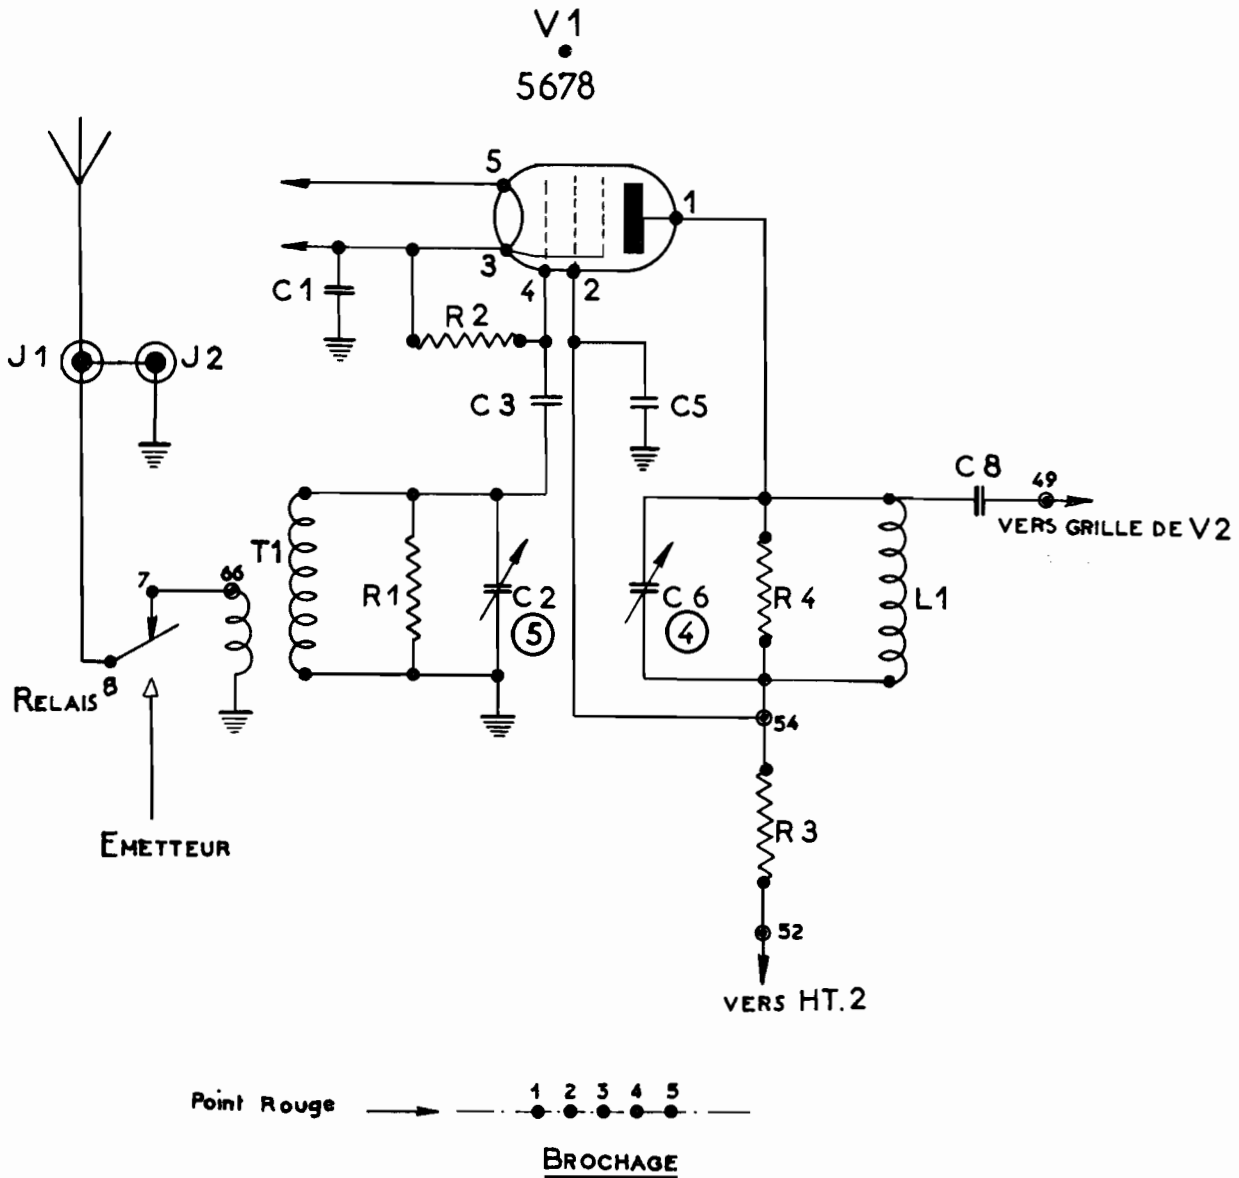 V1
5678
5
1
3
4
2
C1
R2
J1
J2
C3
C5
C8
49
VERS GRILLE DE V2
T1
7
66
R1
C2
5
C6
4
R4
L1
RELAIS
8
54
EMETTEUR
R3
52
VERS HT.2
Point Rouge
1 2 3 4 5
BROCHAGE